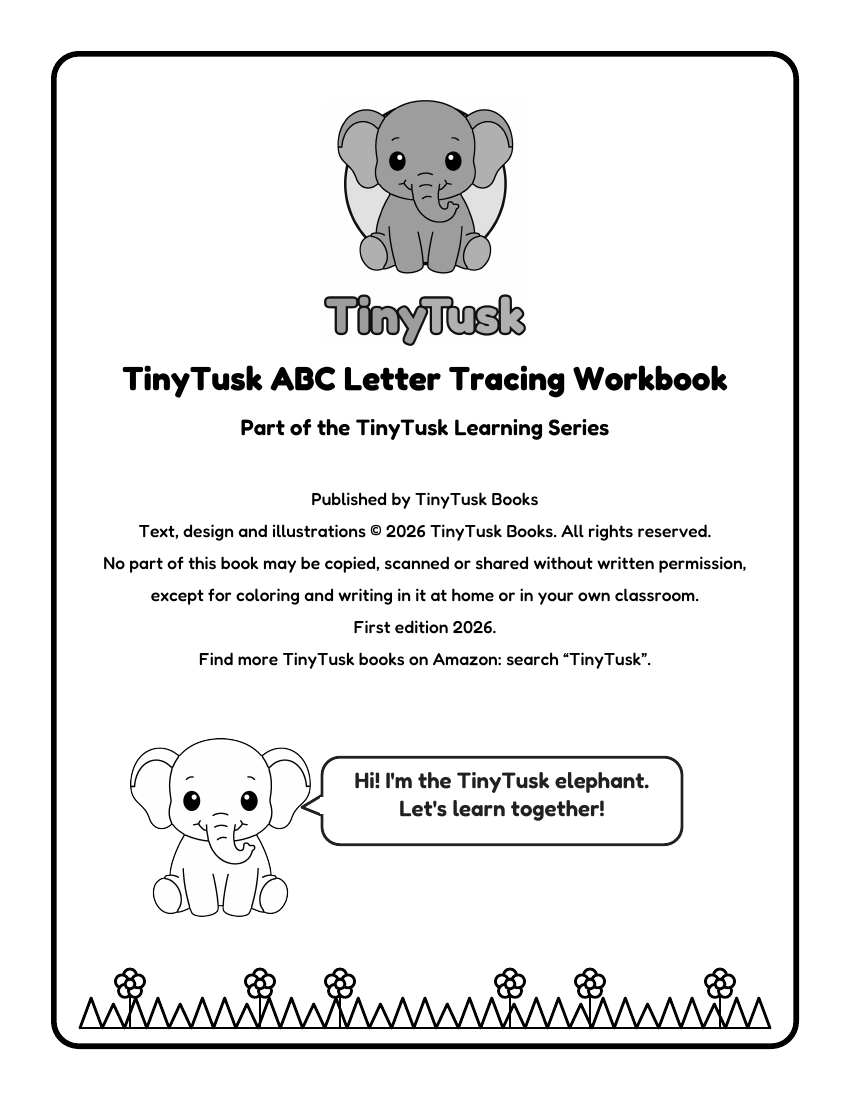 TinyTusk
TinyTusk ABC Letter Tracing Workbook
Part of the TinyTusk Learning Series
Published by TinyTusk Books
Text, design and illustrations © 2026 TinyTusk Books. All rights reserved.
No part of this book may be copied, scanned or shared without written permission,
except for coloring and writing in it at home or in your own classroom.
First edition 2026.
Find more TinyTusk books on Amazon: search “TinyTusk”.
Hi! I'm the TinyTusk elephant.
Let's learn together!